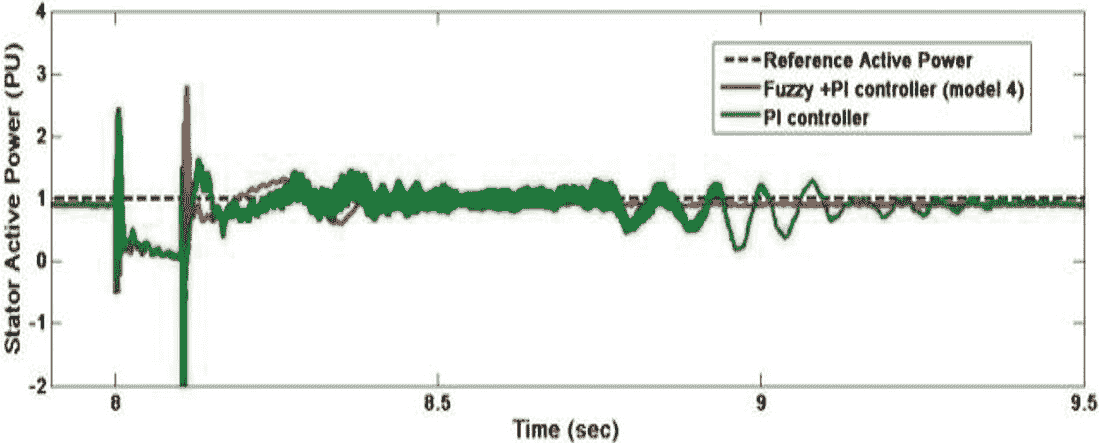 4
3
2
1
0
-1
-2
Stator Active Power (PU)
Reference Active Power
Fuzzy +PI controller (model 4)
PI controller
8
8.5
9
9.5
Time (sec)